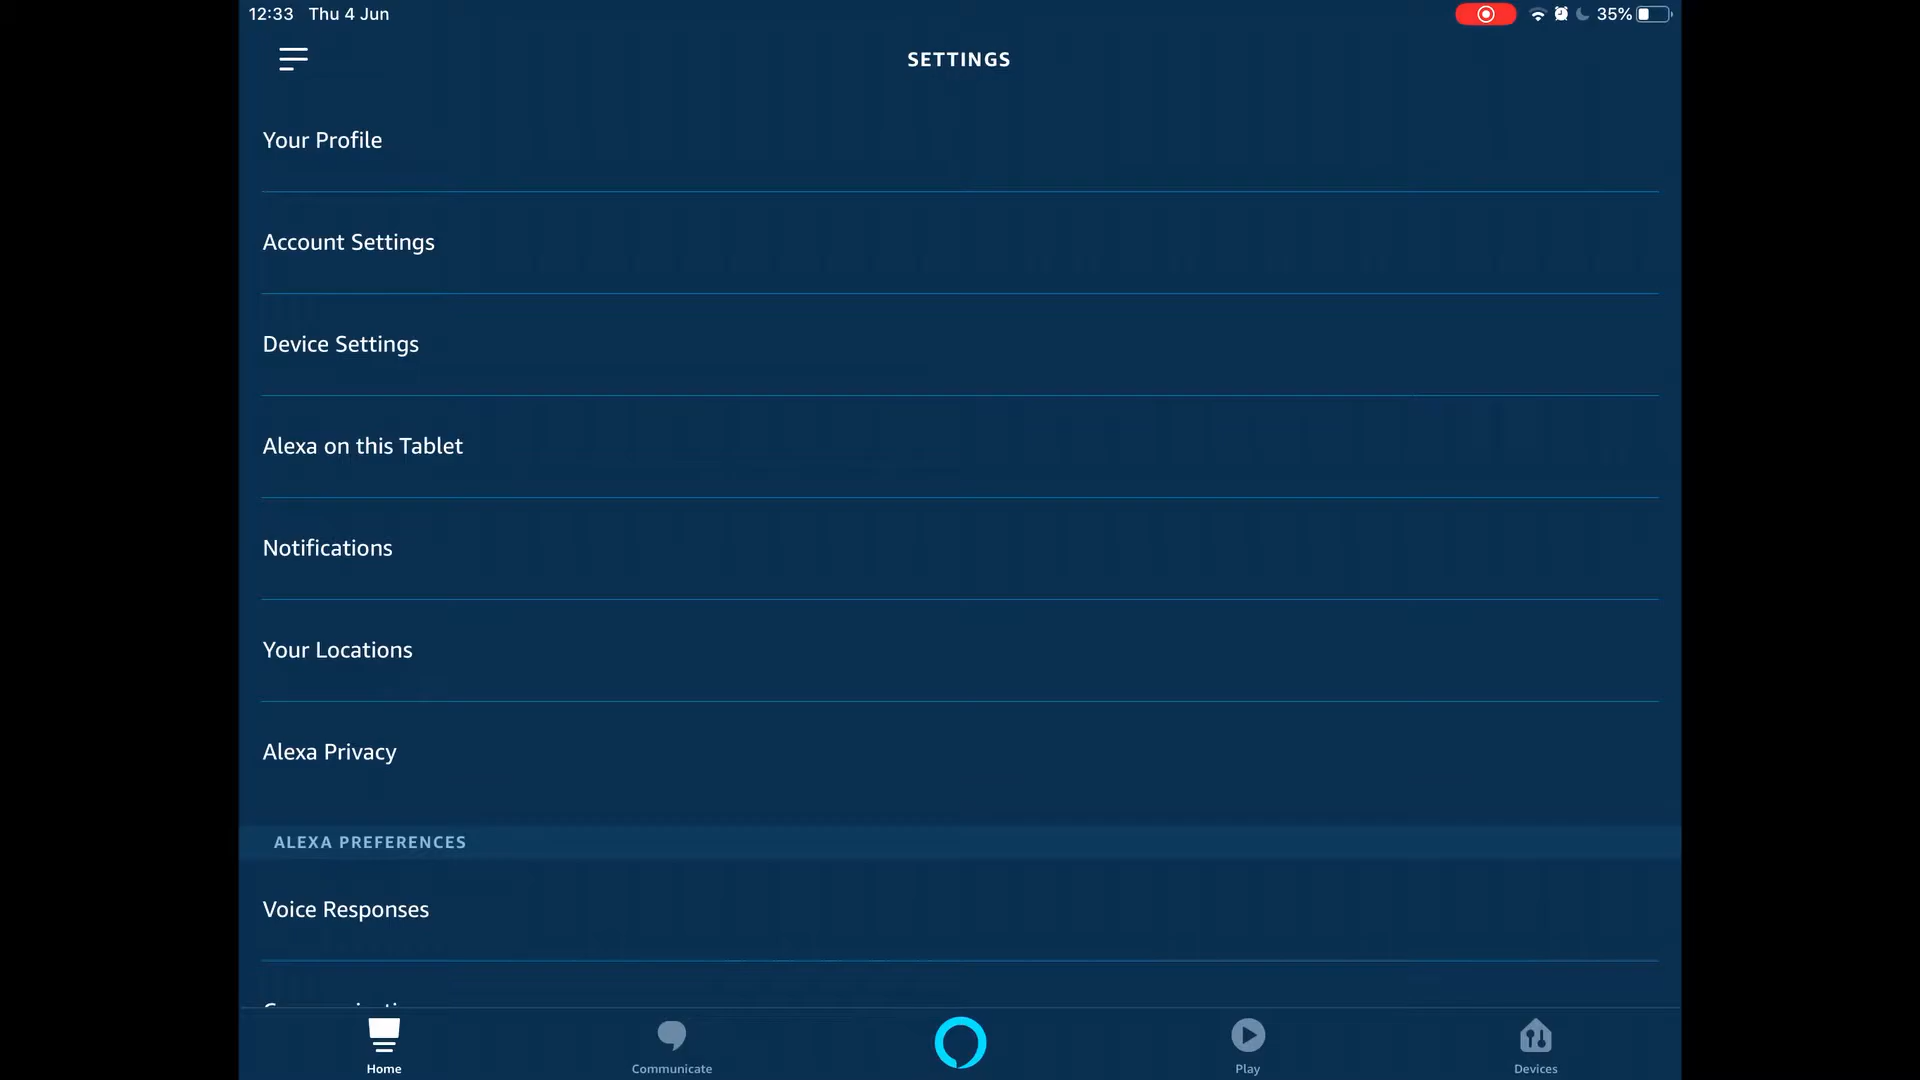 12:33 Thu 4 Jun
35%
SETTINGS
Your Profile
Account Settings
Device Settings
Alexa on this Tablet
Notifications
Your Locations
Alexa Privacy
ALEXA PREFERENCES
Voice Responses
Home
Communicate
Play
Devices